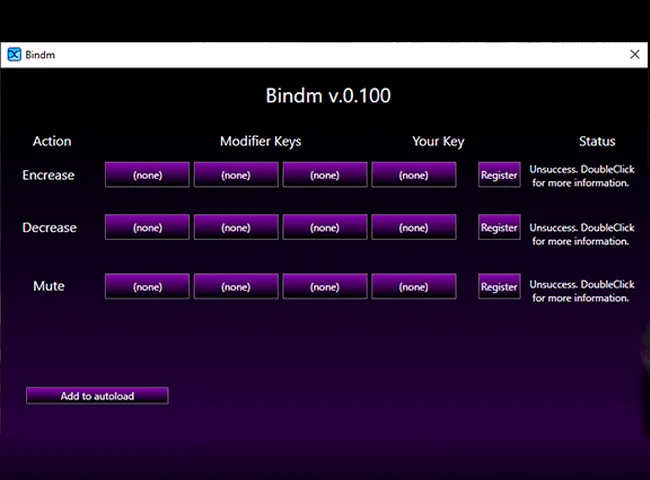 Bindm
Bindm v.0.100
Action Modifier Keys Your Key Status
Encrease (none) (none) (none) (none) Register Unsuccess. DoubleClick
for more information.
Decrease (none) (none) (none) (none) Register Unsuccess. DoubleClick
for more information.
Mute (none) (none) (none) (none) Register Unsuccess. DoubleClick
for more information.
Add to autoload